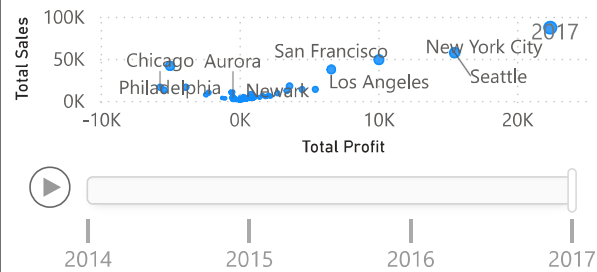 Total Sales
100K
50K
0K
2017
New York City
San Francisco
Chicago
Aurora
Seattle
Los Angeles
Philadelphia
Newark
-10K
0K
10K
20K
Total Profit
2014
2015
2016
2017